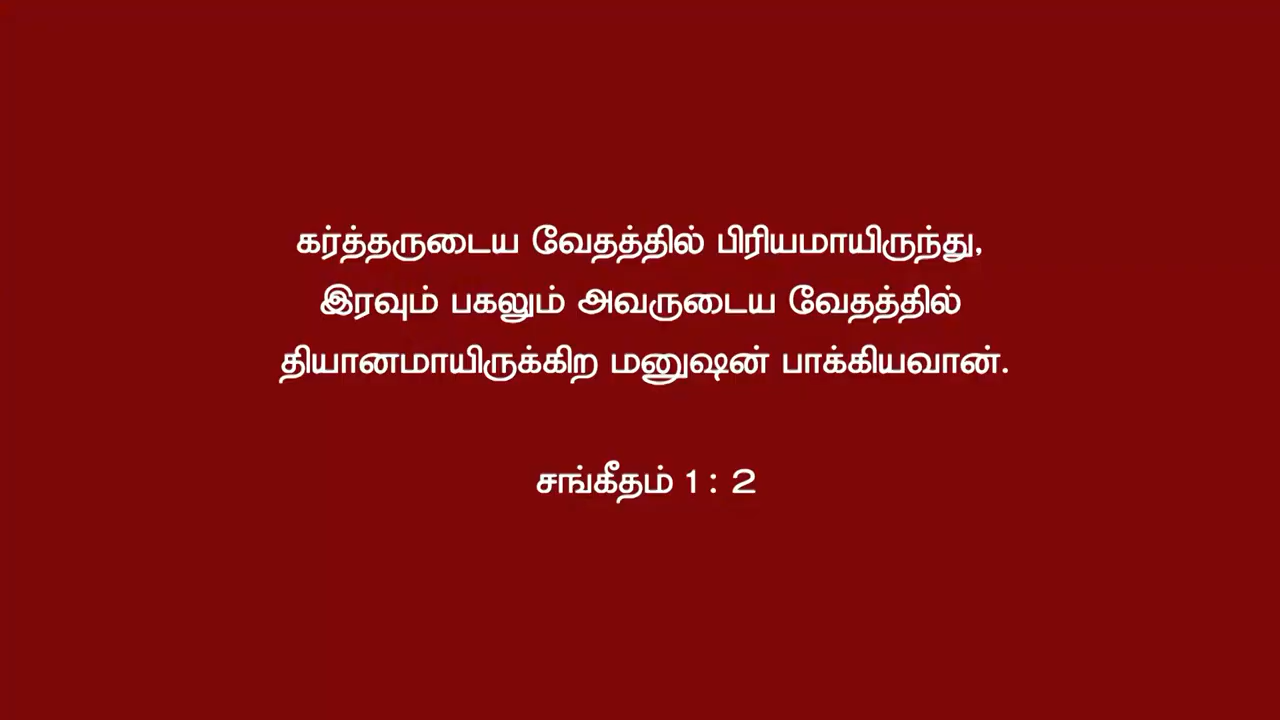 கர்த்தருடைய வேதத்தில் பிரியமாயிருந்து,
இரவும் பகலும் அவருடைய வேதத்தில்
தியானமாயிருக்கிற மனுஷன் பாக்கியவான்.
சங்கீதம் 1 : 2